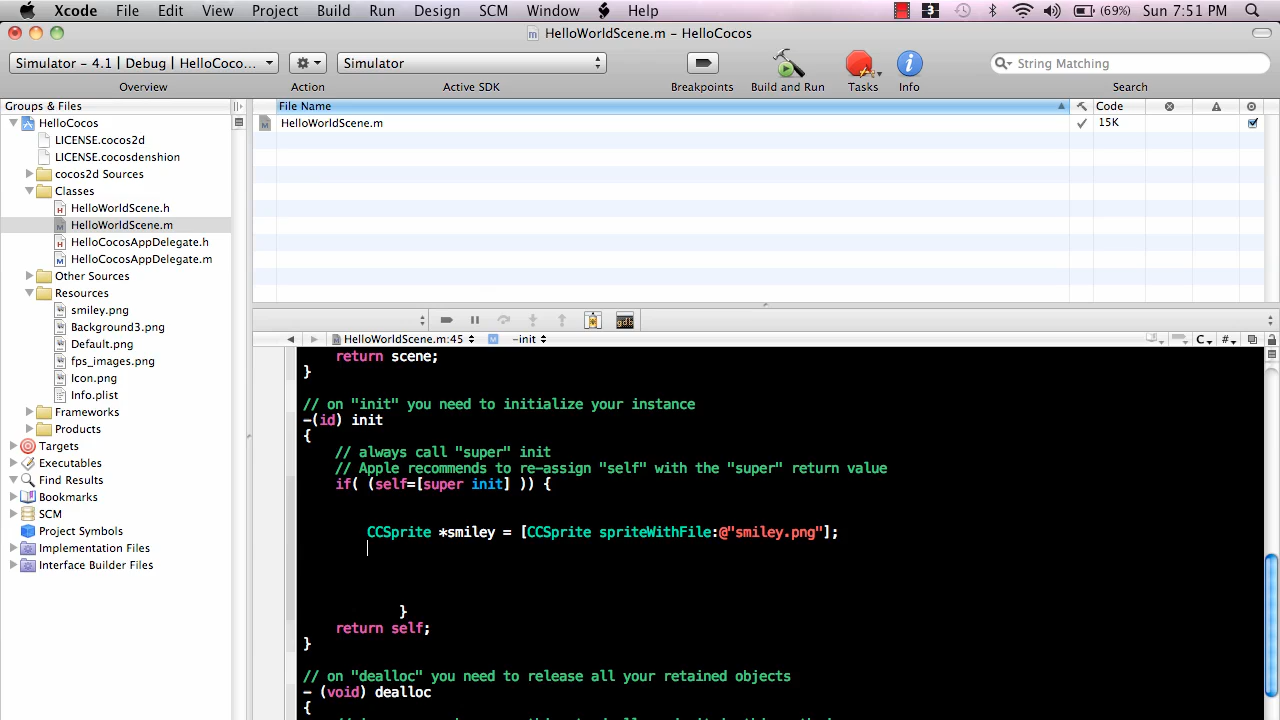 Xcode File Edit View Project Build Run Design SCM Window Help 3 (69%) Sun 7:51 PM
HelloWorldScene.m – HelloCocos
Simulator – 4.1 | Debug | HelloCoco... Simulator String Matching
Overview Action Active SDK Breakpoints Build and Run Tasks Info Search
Groups & Files File Name Code
HelloCocos HelloWorldScene.m 15K
LICENSE.cocos2d
LICENSE.cocosdenshion
cocos2d Sources
Classes
HelloWorldScene.h
HelloWorldScene.m
HelloCocosAppDelegate.h
HelloCocosAppDelegate.m
Other Sources
Resources
smiley.png
Background3.png
Default.png
fps_images.png
Icon.png
Info.plist
Frameworks
Products
Targets
Executables
Find Results
Bookmarks
SCM
Project Symbols
Implementation Files
Interface Builder Files
gdb
HelloWorldScene.m:45 M -init C #
return scene;
}
// on "init" you need to initialize your instance
-(id) init
{
// always call "super" init
// Apple recommends to re-assign "self" with the "super" return value
if( (self=[super init] )) {
CCSprite *smiley = [CCSprite spriteWithFile:@"smiley.png"];
}
return self;
}
// on "dealloc" you need to release all your retained objects
- (void) dealloc
{